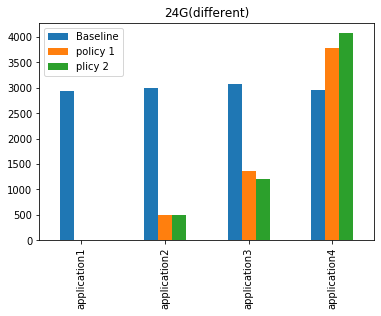 24G(different)
Baseline
policy 1
plicy 2
4000
3500
3000
2500
2000
1500
1000
500
0
application1
application2
application3
application4